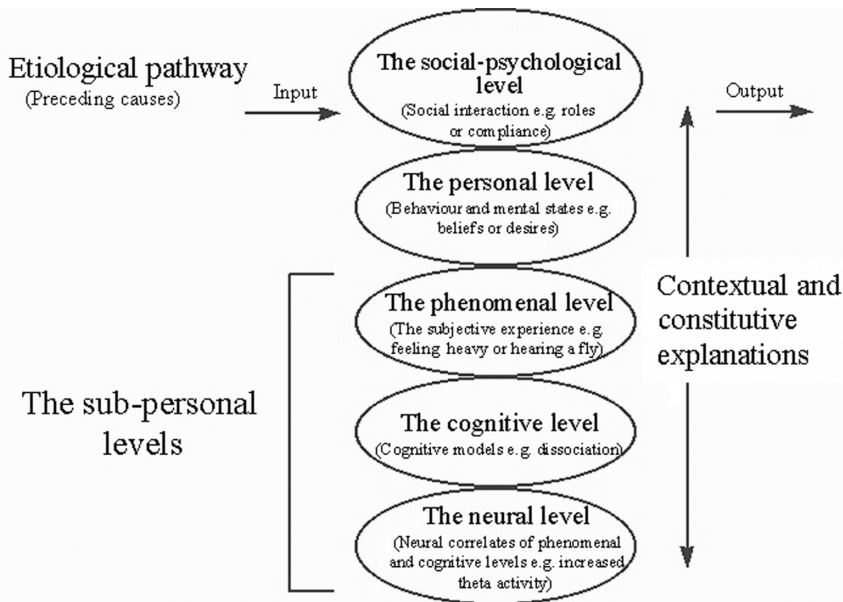 Etiological pathway
(Preceding causes)
Input
The social-psychological
level
(Social interaction e.g. roles
or compliance)
Output
The personal level
(Behaviour and mental states e.g.
beliefs or desires)
The phenomenal level
(The subjective experience e.g.
feeling heavy or hearing a fly)
The cognitive level
(Cognitive models e.g. dissociation)
The neural level
(Neural correlates of phenomenal
and cognitive levels e.g. increased
theta activity)
The sub-personal
levels
Contextual and
constitutive
explanations